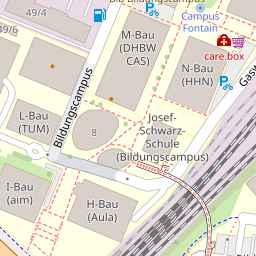 49/4
Bia Bildungscampus
Campus
Fontain
49/6
M-Bau
(DHBW
CAS)
care.box
N-Bau
(HHN)
Bildungscampus
L-Bau
(TUM)
8
Josef-
Schwarz-
Schule
(Bildungscampus)
I-Bau
(aim)
H-Bau
(Aula)